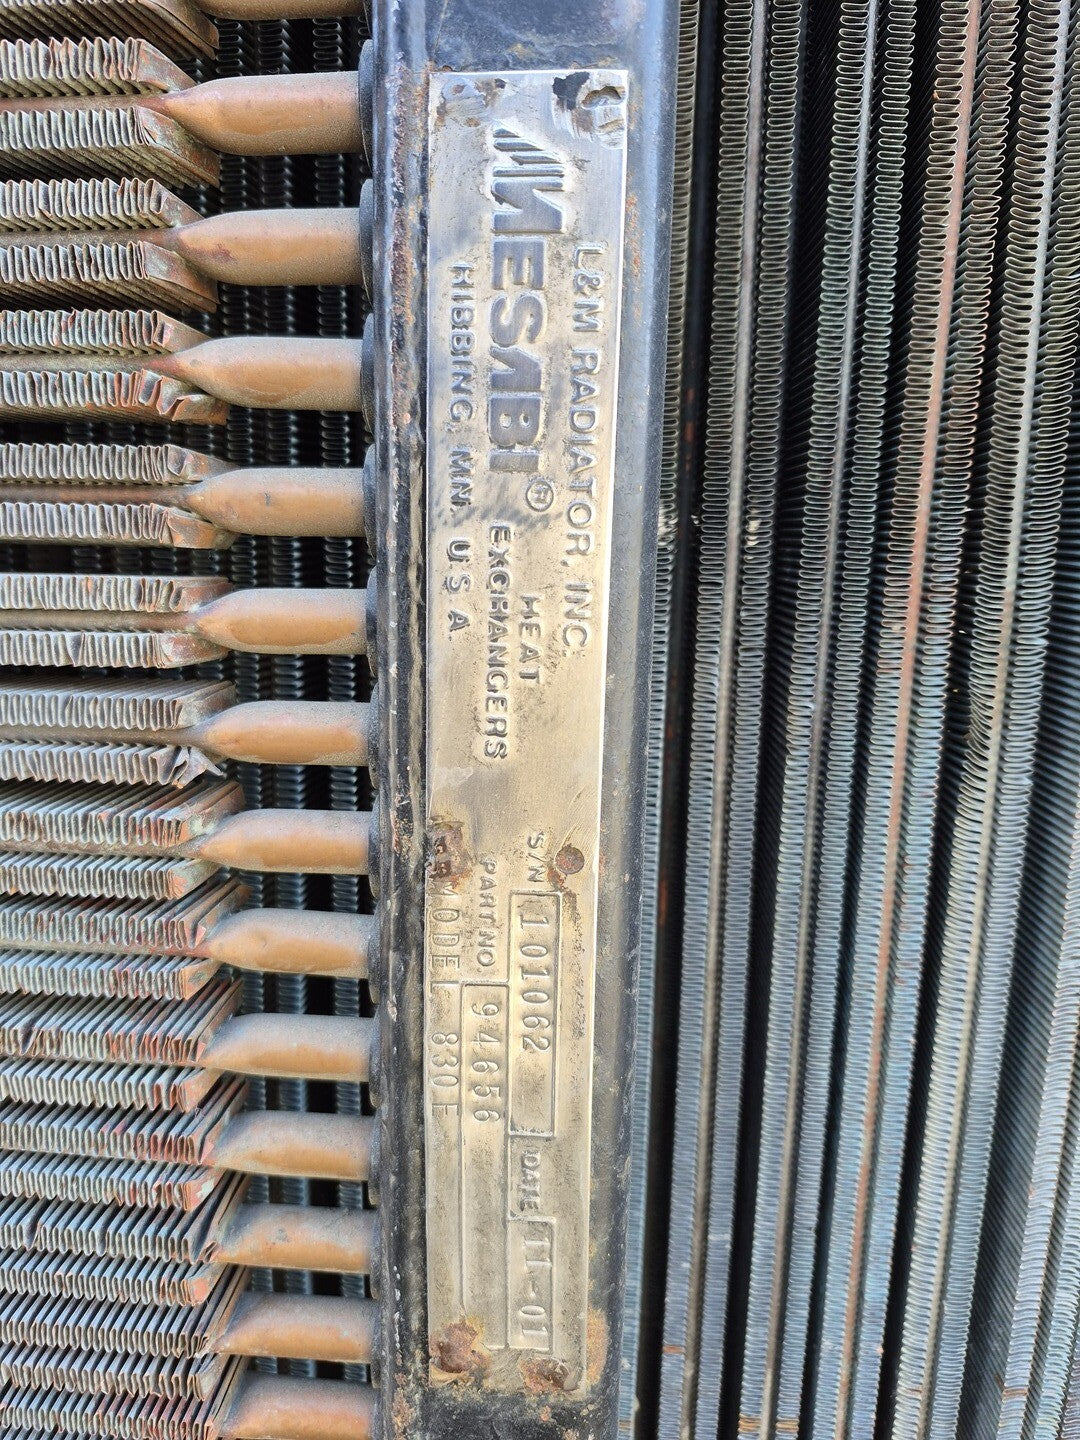 L&M RADIATOR, INC.
MESABI® HEAT
EXCHANGERS
HIBBING, MN. U S A
S/N 101062 DATE 11-01
PART NO. 94656
MODEL 830E